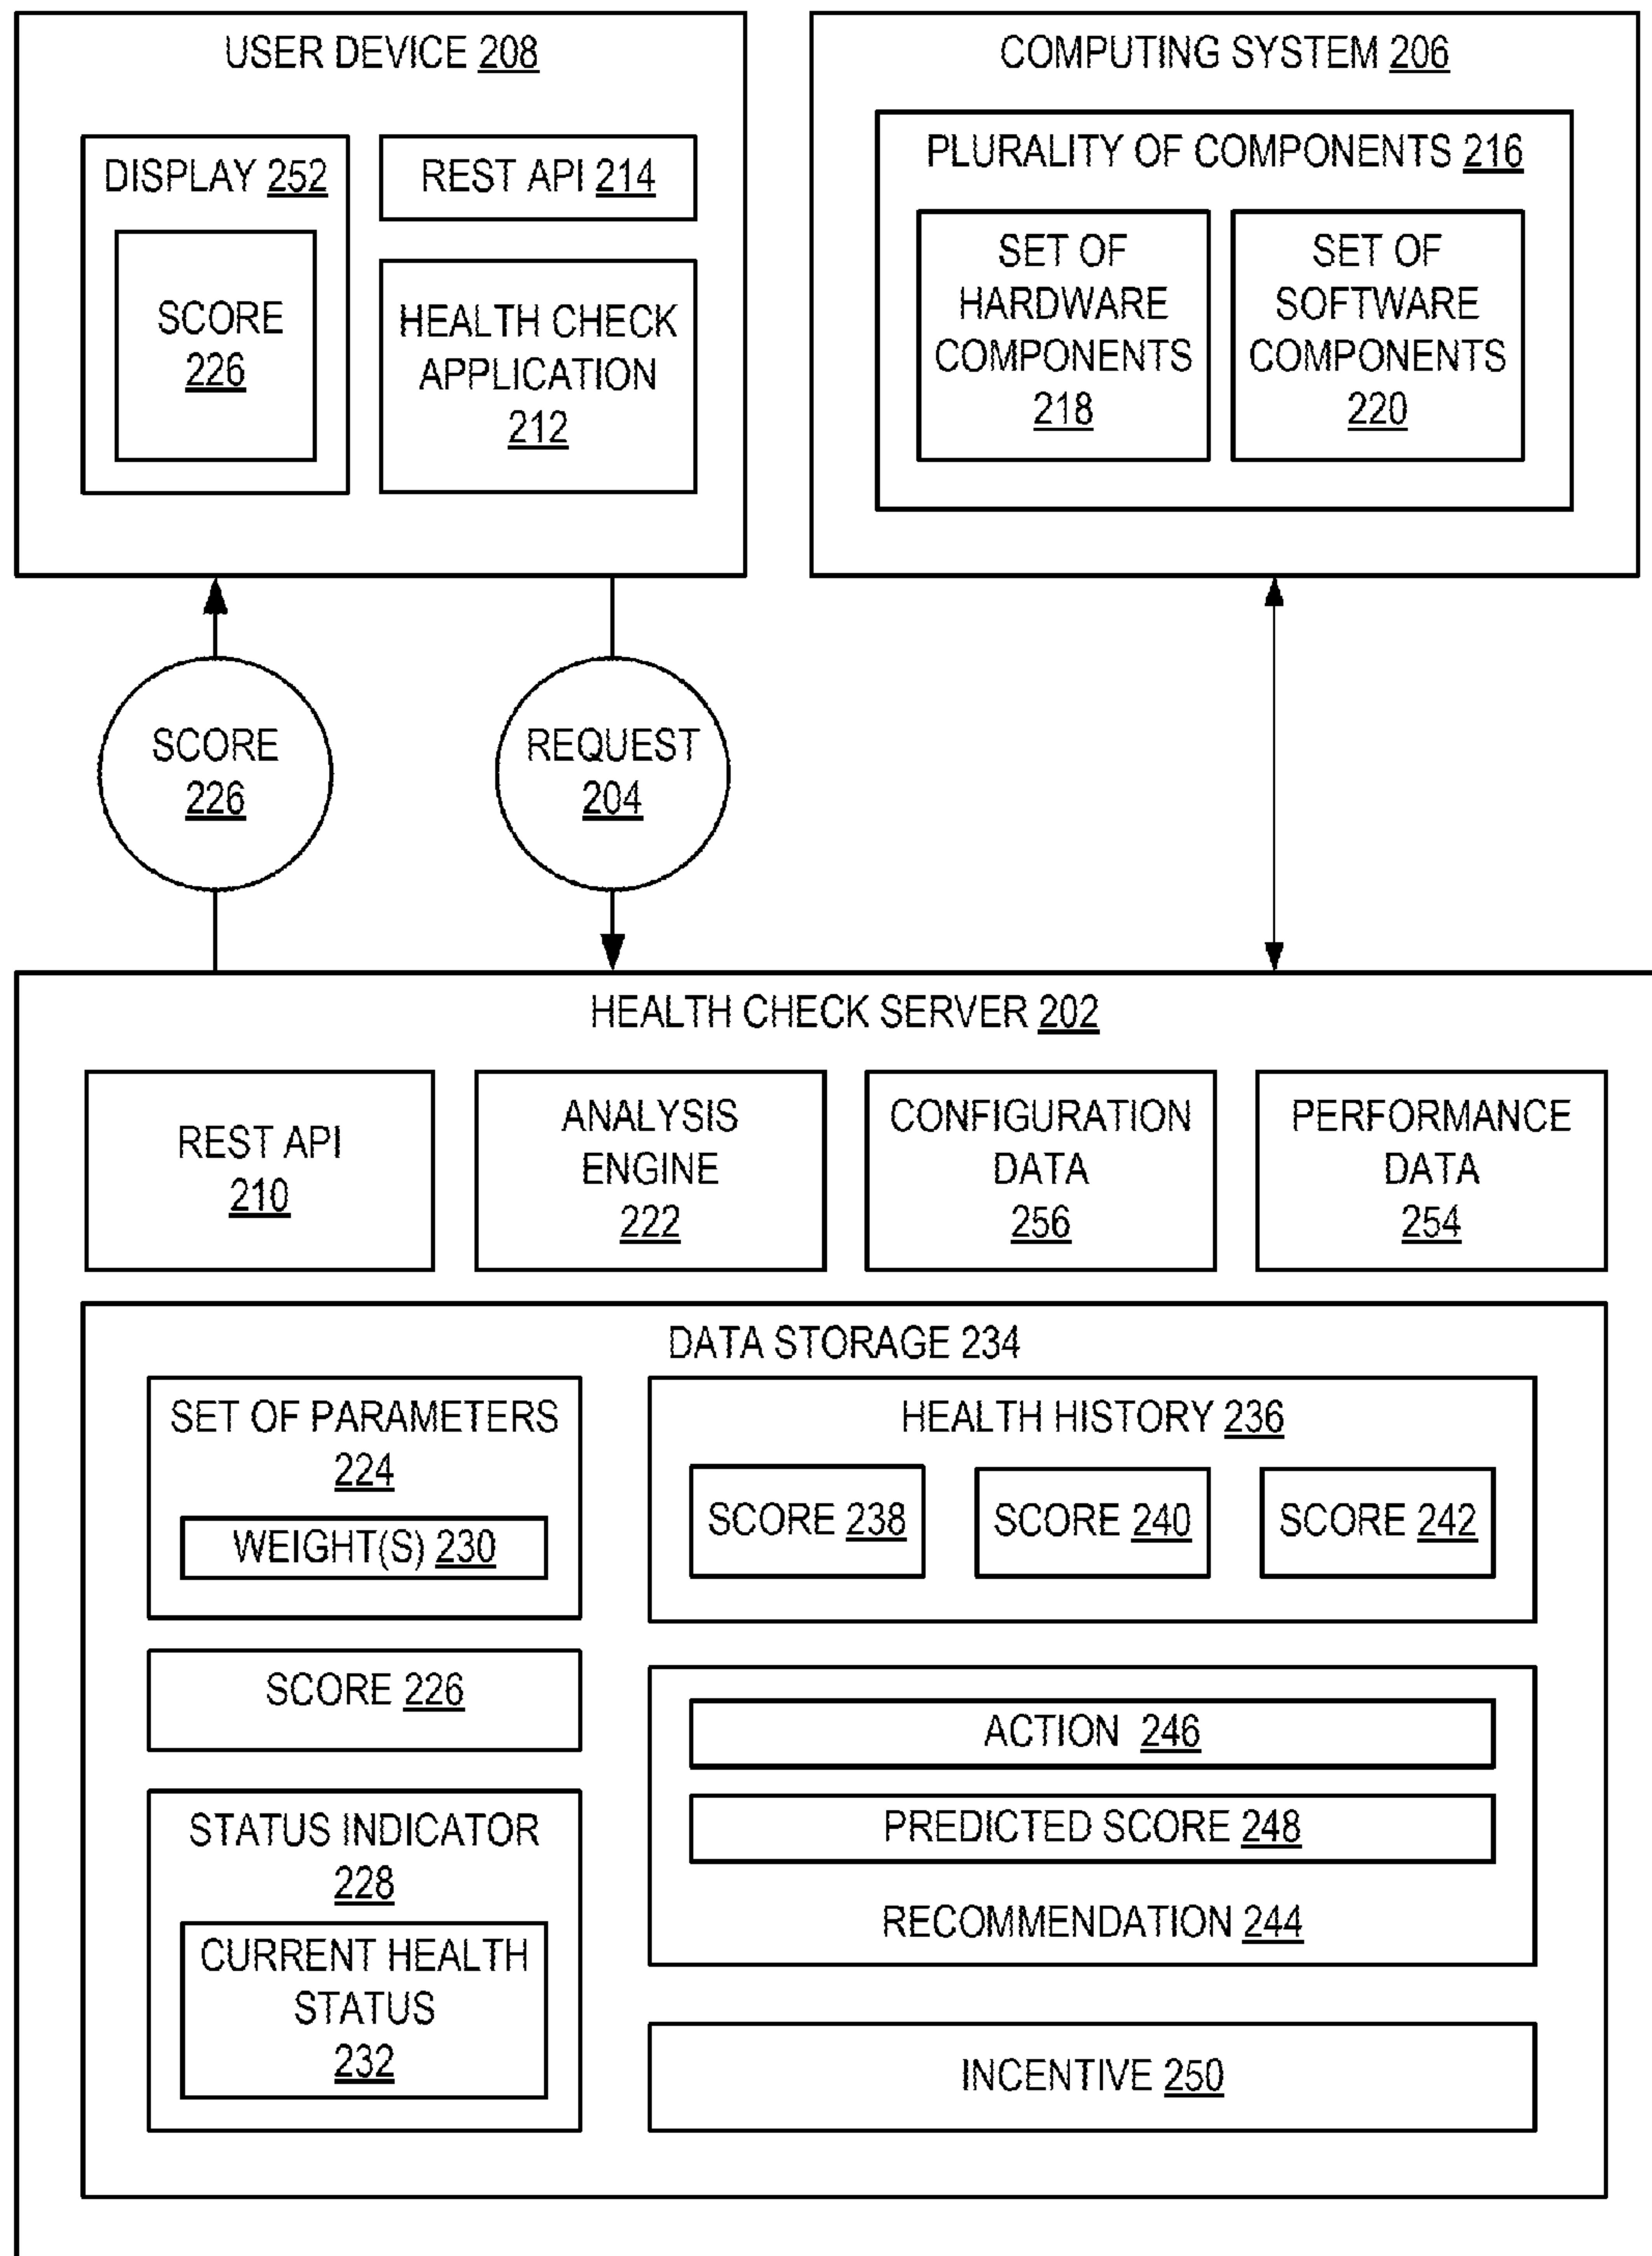 USER DEVICE 208
DISPLAY 252
SCORE
226
REST API 214
HEALTH CHECK
APPLICATION
212
COMPUTING SYSTEM 206
PLURALITY OF COMPONENTS 216
SET OF
HARDWARE
COMPONENTS
218
SET OF
SOFTWARE
COMPONENTS
220
SCORE
226
REQUEST
204
HEALTH CHECK SERVER 202
REST API
210
ANALYSIS
ENGINE
222
CONFIGURATION
DATA
256
PERFORMANCE
DATA
254
DATA STORAGE 234
SET OF PARAMETERS
224
WEIGHT(S) 230
SCORE 226
STATUS INDICATOR
228
CURRENT HEALTH
STATUS
232
HEALTH HISTORY 236
SCORE 238
SCORE 240
SCORE 242
ACTION 246
PREDICTED SCORE 248
RECOMMENDATION 244
INCENTIVE 250